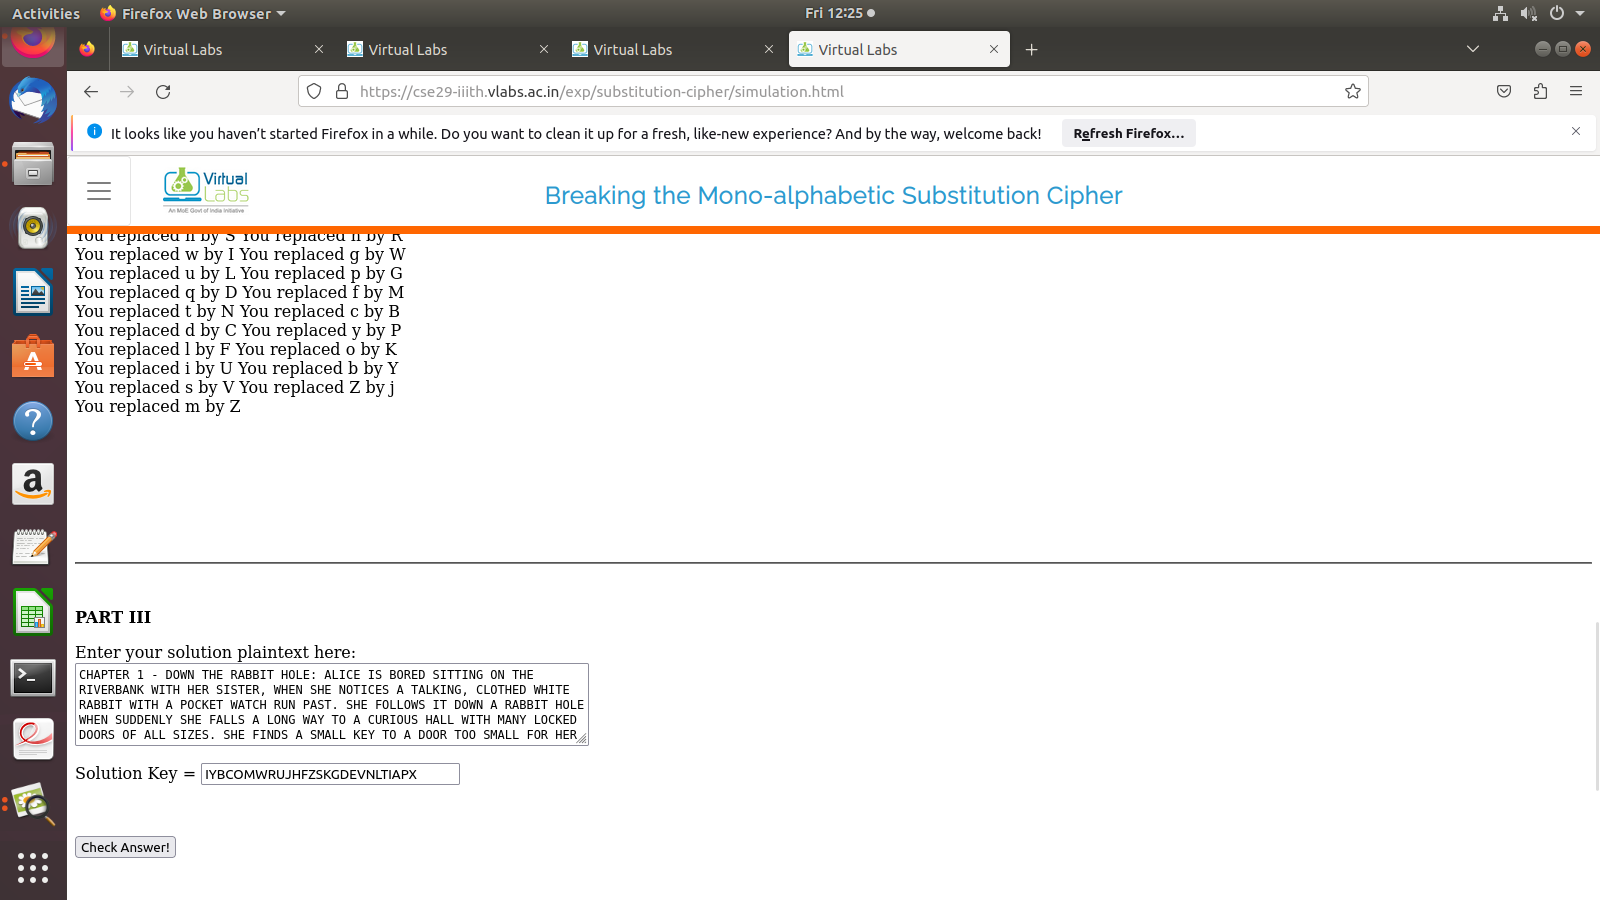 Activities Firefox Web Browser Fri 12:25
Virtual Labs Virtual Labs Virtual Labs Virtual Labs
https://cse29-iiith.vlabs.ac.in/exp/substitution-cipher/simulation.html
It looks like you haven’t started Firefox in a while. Do you want to clean it up for a fresh, like-new experience? And by the way, welcome back! Refresh Firefox...
Virtual Labs
An MoE Govt of India Initiative
Breaking the Mono-alphabetic Substitution Cipher
You replaced w by I You replaced g by W
You replaced u by L You replaced p by G
You replaced q by D You replaced f by M
You replaced t by N You replaced c by B
You replaced d by C You replaced y by P
You replaced l by F You replaced o by K
You replaced i by U You replaced b by Y
You replaced s by V You replaced Z by j
You replaced m by Z
PART III
Enter your solution plaintext here:
CHAPTER 1 - DOWN THE RABBIT HOLE: ALICE IS BORED SITTING ON THE
RIVERBANK WITH HER SISTER, WHEN SHE NOTICES A TALKING, CLOTHED WHITE
RABBIT WITH A POCKET WATCH RUN PAST. SHE FOLLOWS IT DOWN A RABBIT HOLE
WHEN SUDDENLY SHE FALLS A LONG WAY TO A CURIOUS HALL WITH MANY LOCKED
DOORS OF ALL SIZES. SHE FINDS A SMALL KEY TO A DOOR TOO SMALL FOR HER
Solution Key = IYBCOMWRUJHFZSKGDEVNLTIAPX
Check Answer!